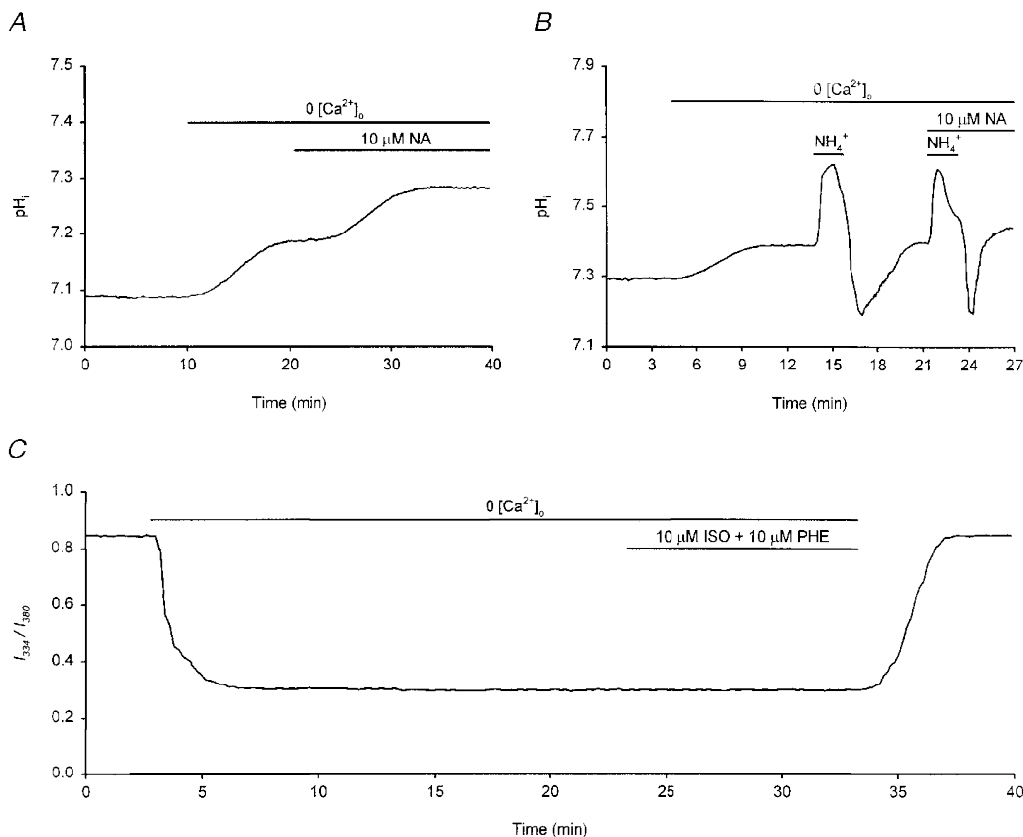 A
7.5
7.4
7.3
7.2
7.1
7.0
pHi
0 [Ca2+]o
10 µM NA
0
10
20
30
40
Time (min)
B
7.9
7.7
7.5
7.3
7.1
pHi
0 [Ca2+]o
10 µM NA
NH4+
NH4+
0
3
6
9
12
15
18
21
24
27
Time (min)
C
1.0
0.8
0.6
0.4
0.2
0.0
I334 / I380
0 [Ca2+]o
10 µM ISO + 10 µM PHE
0
5
10
15
20
25
30
35
40
Time (min)